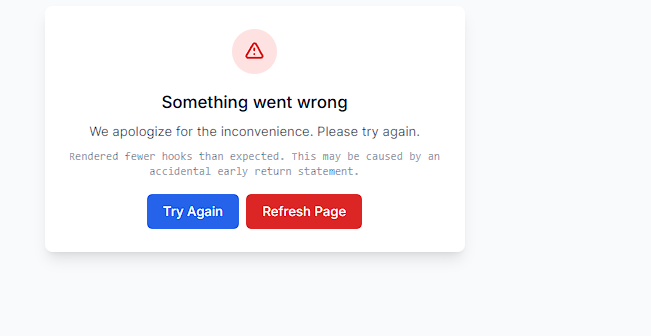 Something went wrong
We apologize for the inconvenience. Please try again.
Rendered fewer hooks than expected. This may be caused by an
accidental early return statement.
Try Again
Refresh Page